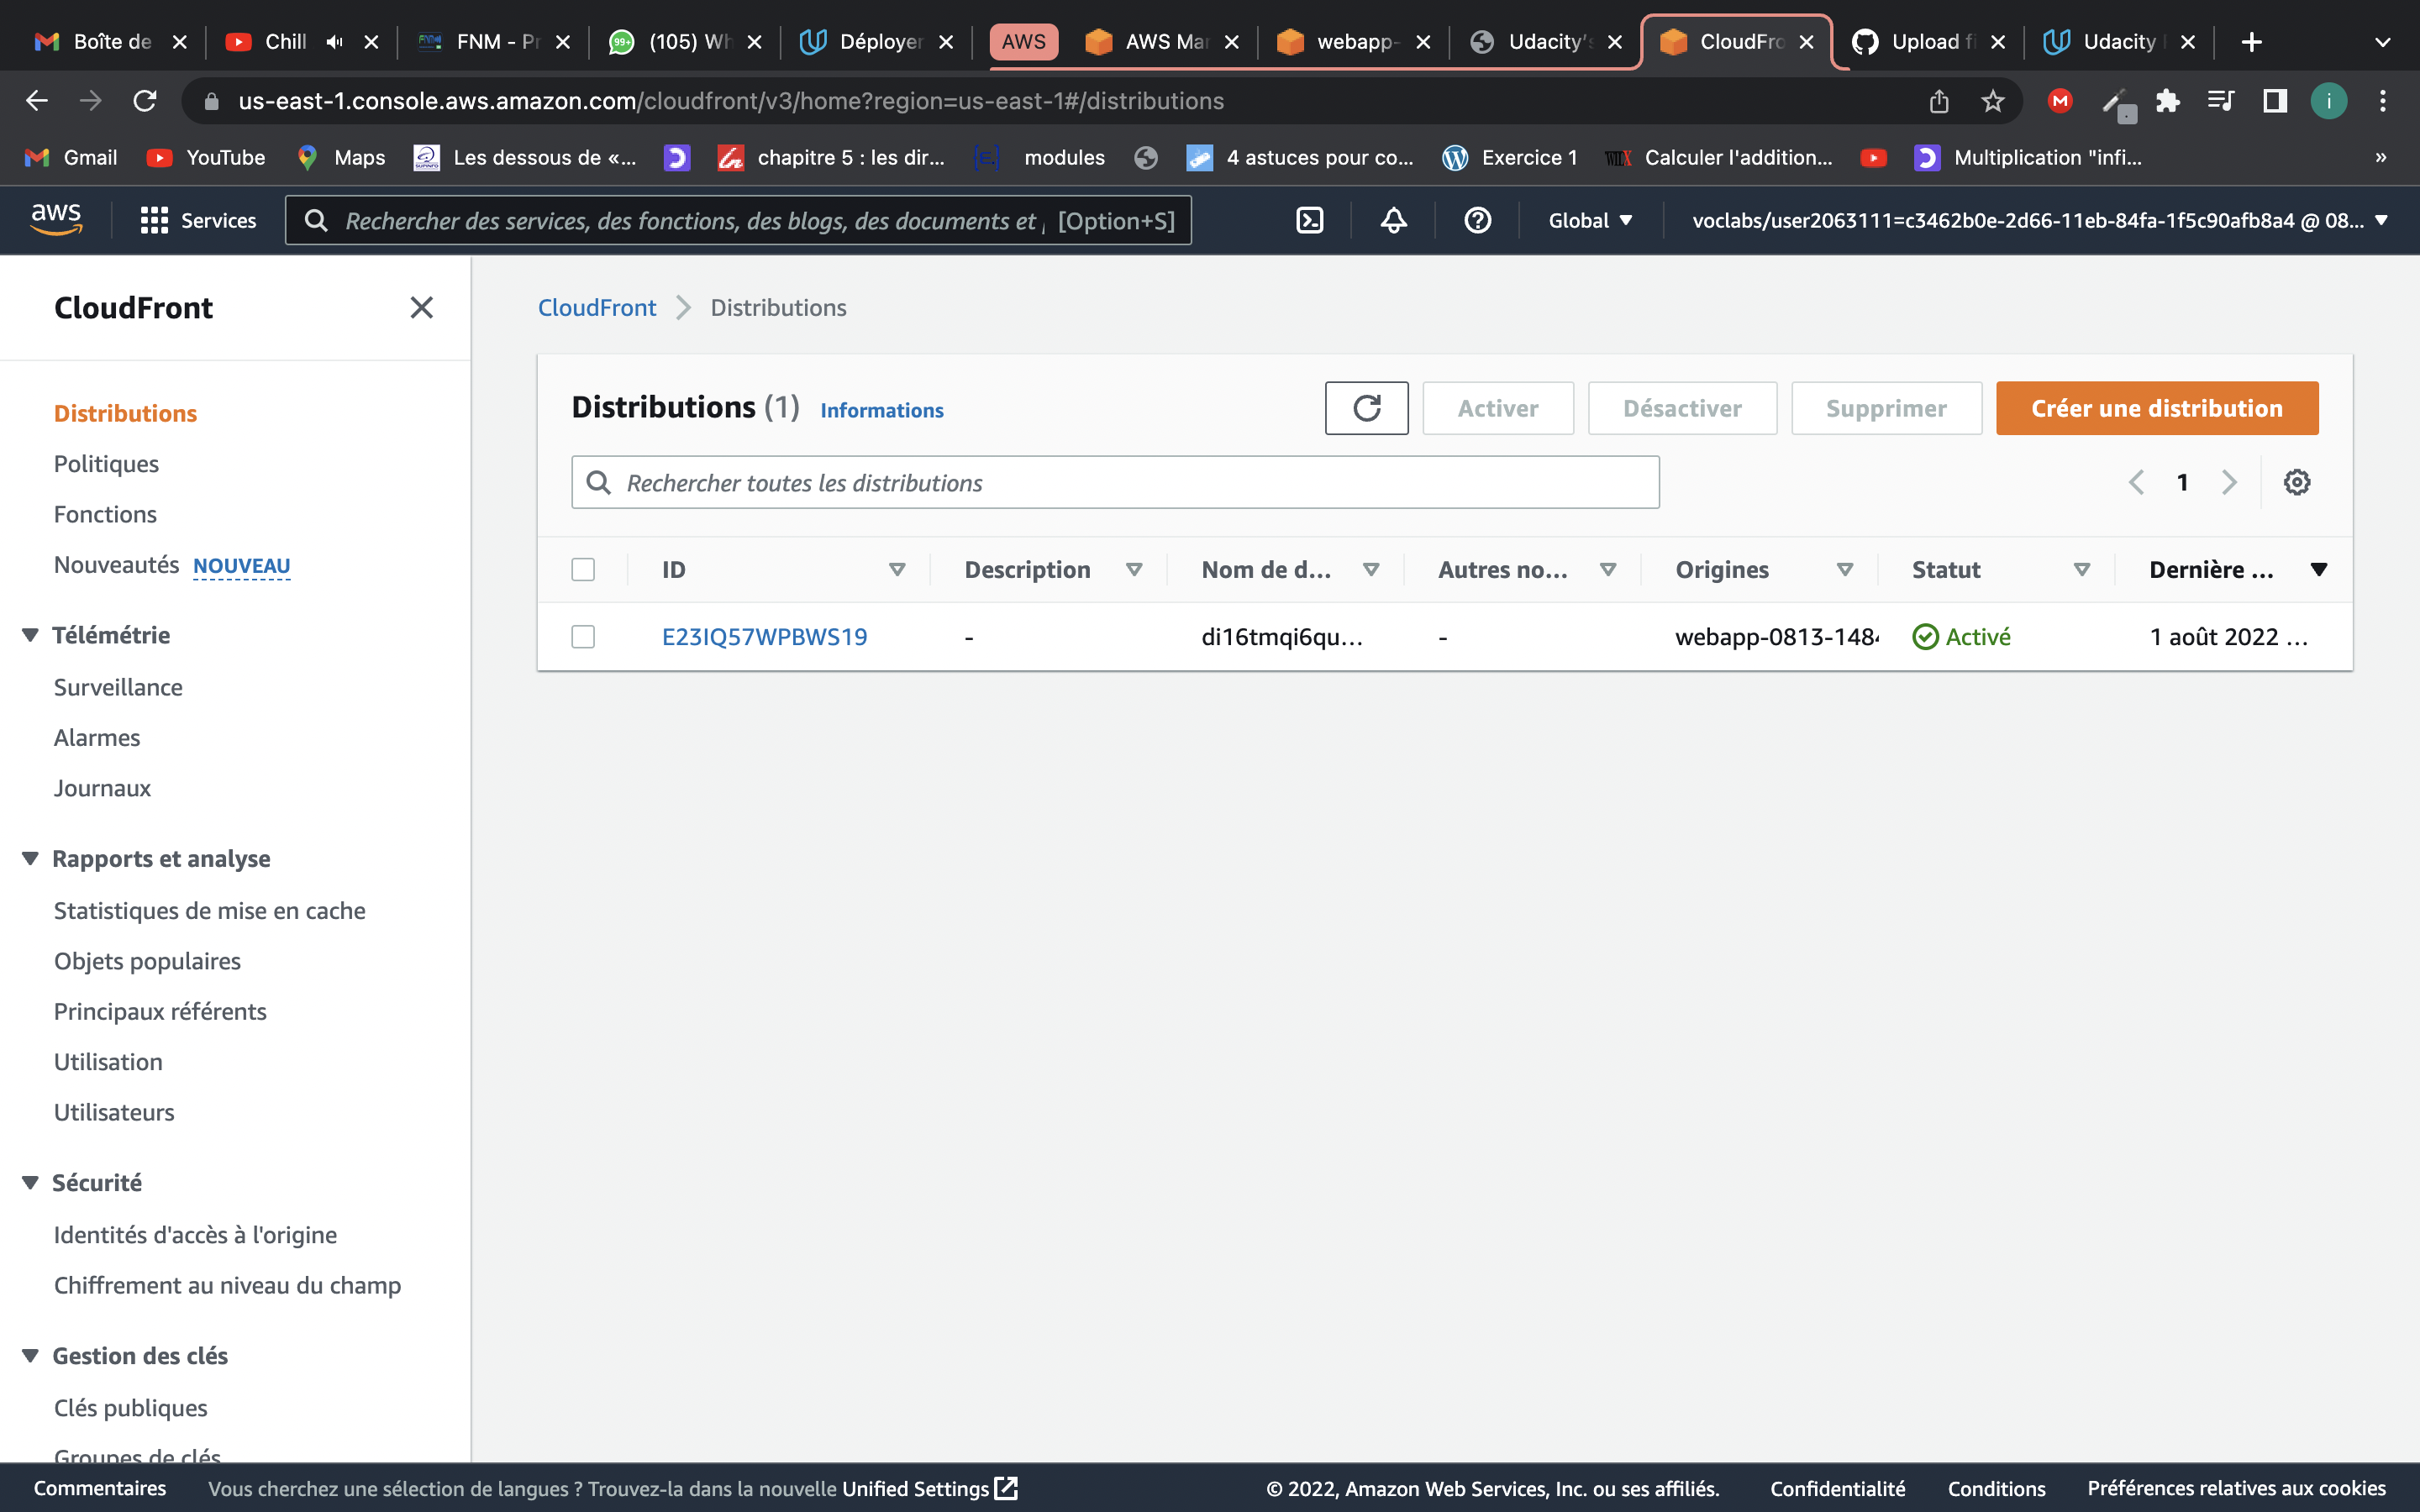 Boîte de
Chill
FNM - Pr
(105) Wh
Déployer
AWS
AWS Mar
webapp-
Udacity's
CloudFro
Upload fi
Udacity
us-east-1.console.aws.amazon.com/cloudfront/v3/home?region=us-east-1#/distributions
Gmail
YouTube
Maps
Les dessous de «...
chapitre 5 : les dir...
modules
4 astuces pour co...
Exercice 1
Calculer l'addition...
Multiplication "infi...
»
aws
Services
Rechercher des services, des fonctions, des blogs, des documents et [Option+S]
Global
voclabs/user2063111=c3462b0e-2d66-11eb-84fa-1f5c90afb8a4 @ 08...
CloudFront
Distributions
Politiques
Fonctions
Nouveautés NOUVEAU
Télémétrie
Surveillance
Alarmes
Journaux
Rapports et analyse
Statistiques de mise en cache
Objets populaires
Principaux référents
Utilisation
Utilisateurs
Sécurité
Identités d'accès à l'origine
Chiffrement au niveau du champ
Gestion des clés
Clés publiques
Groupes de clés
CloudFront
Distributions
Distributions (1) Informations
Activer
Désactiver
Supprimer
Créer une distribution
Rechercher toutes les distributions
1
ID
Description
Nom de d...
Autres no...
Origines
Statut
Dernière ...
E23IQ57WPBWS19
-
di16tmqi6qu...
-
webapp-0813-148
Activé
1 août 2022 ...
Commentaires
Vous cherchez une sélection de langues ? Trouvez-la dans la nouvelle Unified Settings
© 2022, Amazon Web Services, Inc. ou ses affiliés.
Confidentialité
Conditions
Préférences relatives aux cookies